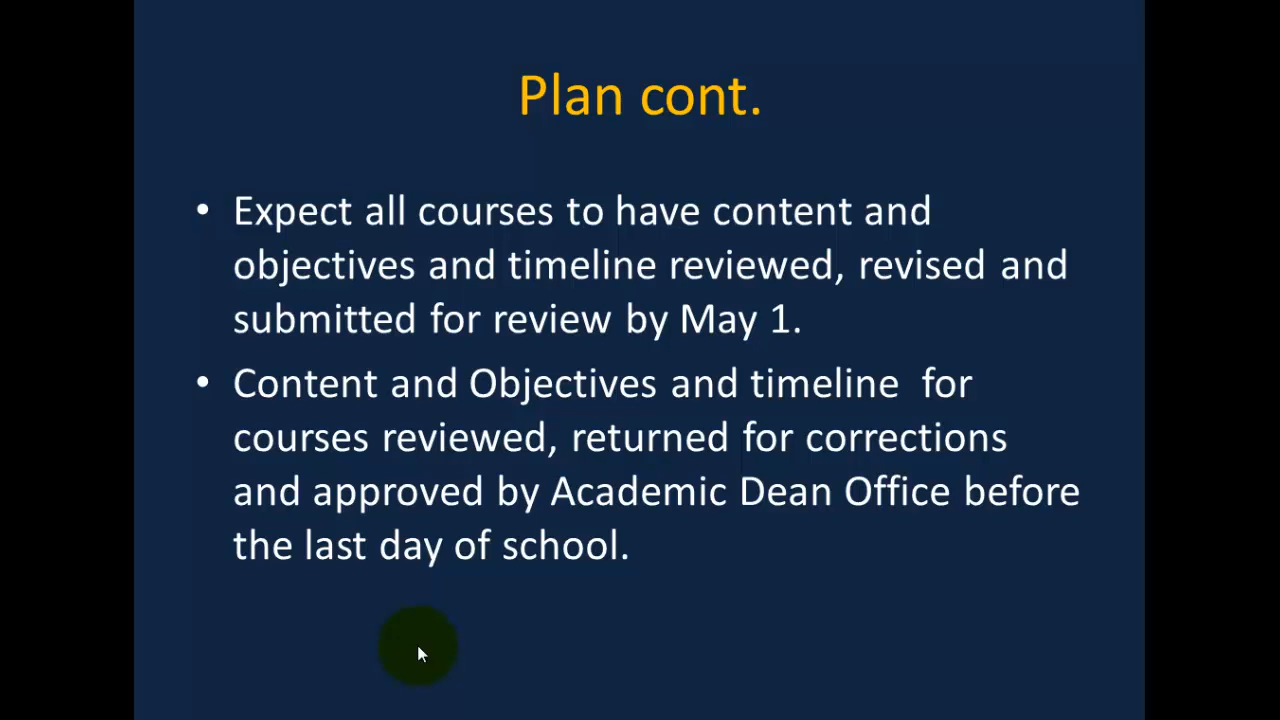 Plan cont.
• Expect all courses to have content and
objectives and timeline reviewed, revised and
submitted for review by May 1.
• Content and Objectives and timeline  for
courses reviewed, returned for corrections
and approved by Academic Dean Office before
the last day of school.